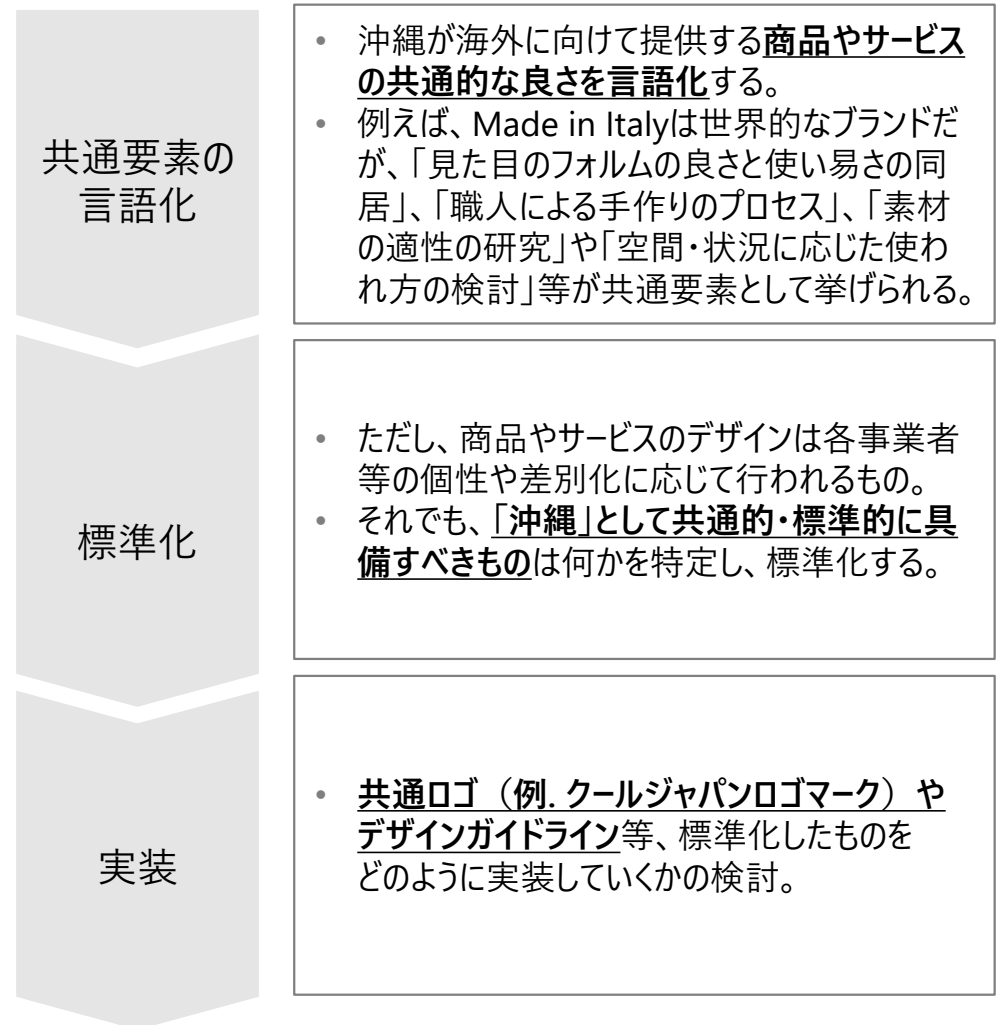 共通要素の
言語化
• 沖縄が海外に向けて提供する商品やサービス
の共通的な良さを言語化する。
• 例えば、Made in Italyは世界的なブランドだ
が、「見た目のフォルムの良さと使い易さの同
居」、「職人による手作りのプロセス」、「素材
の適性の研究」や「空間・状況に応じた使わ
れ方の検討」等が共通要素として挙げられる。
標準化
• ただし、商品やサービスのデザインは各事業者
等の個性や差別化に応じて行われるもの。
• それでも、「沖縄」として共通的・標準的に具
備すべきものは何かを特定し、標準化する。
実装
• 共通ロゴ（例. クールジャパンロゴマーク）や
デザインガイドライン等、標準化したものを
どのように実装していくかの検討。